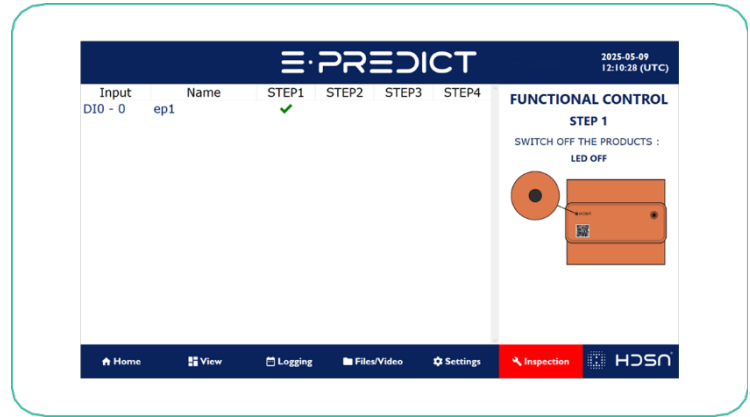 E·PREDICT
2025-05-09
12:10:28 (UTC)
Input Name STEP1 STEP2 STEP3 STEP4
DI0 - 0 ep1
FUNCTIONAL CONTROL
STEP 1
SWITCH OFF THE PRODUCTS :
LED OFF
Home View Logging Files/Video Settings Inspection HDSN